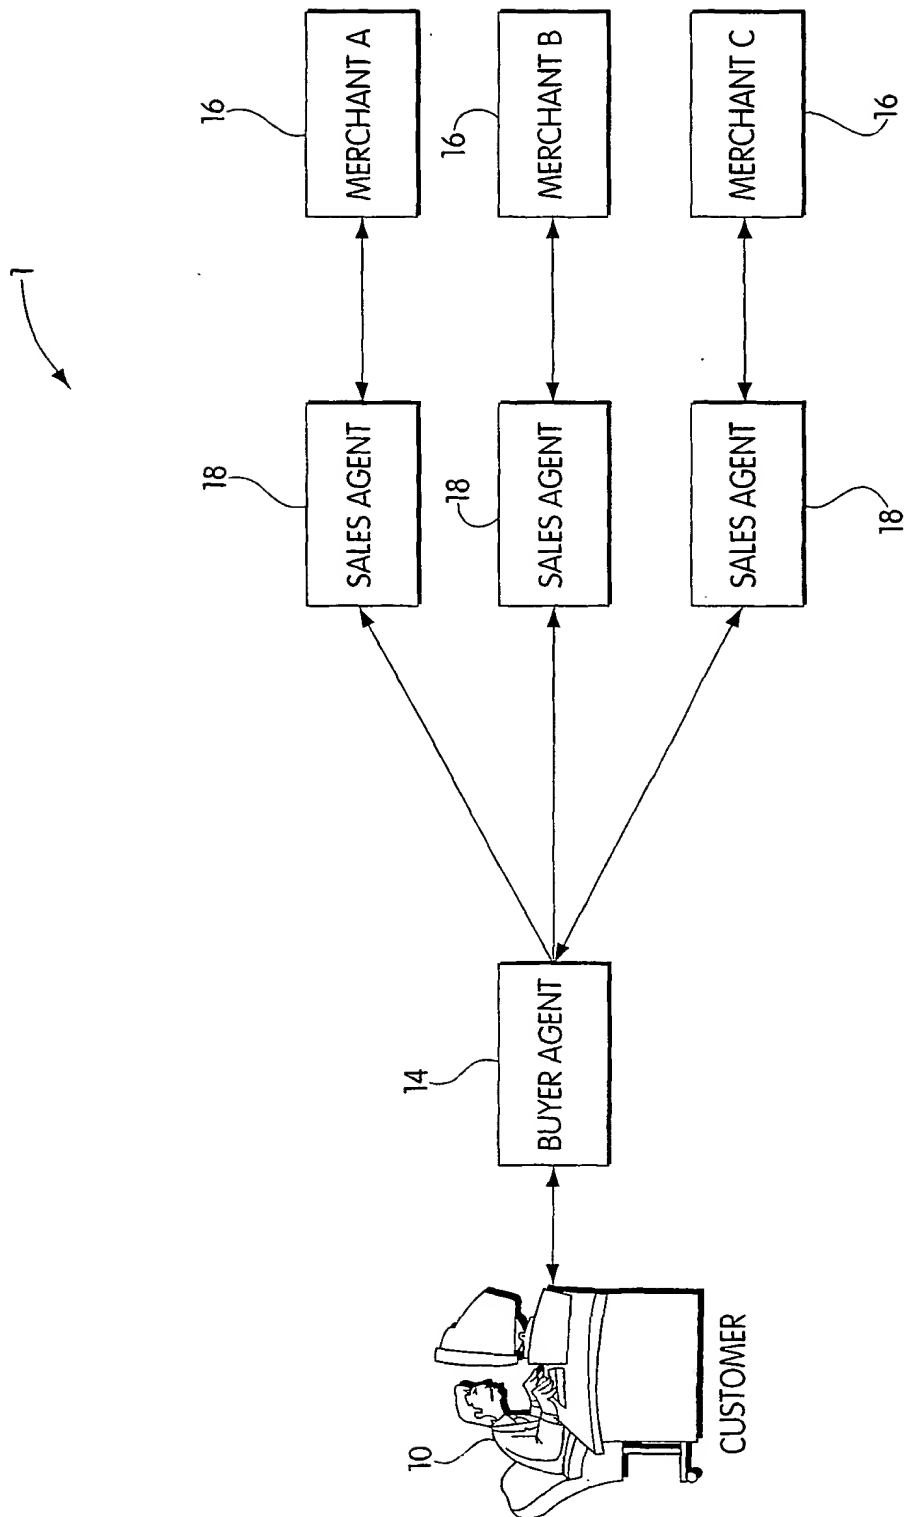 1
16
MERCHANT A
16
MERCHANT B
16
MERCHANT C
18
SALES AGENT
18
SALES AGENT
18
SALES AGENT
14
BUYER AGENT
10
CUSTOMER